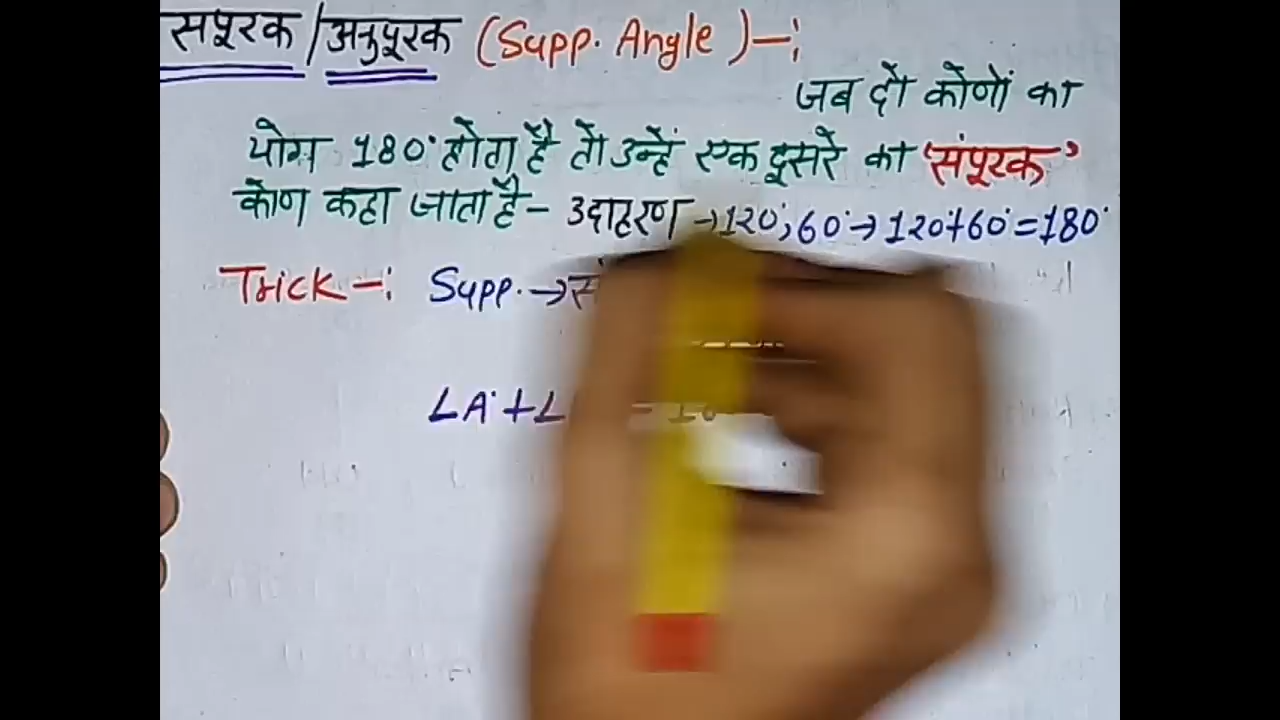 संपूरक/अनुपूरक (Supp. Angle)-:
जब दो कोणों का
योग 180° होता है तो उन्हें एक दूसरे का 'संपूरक'
कोण कहा जाता है - उदाहरण → 120°, 60° → 120°+60°=180°
Trick -: Supp. →
∠A° + ∠